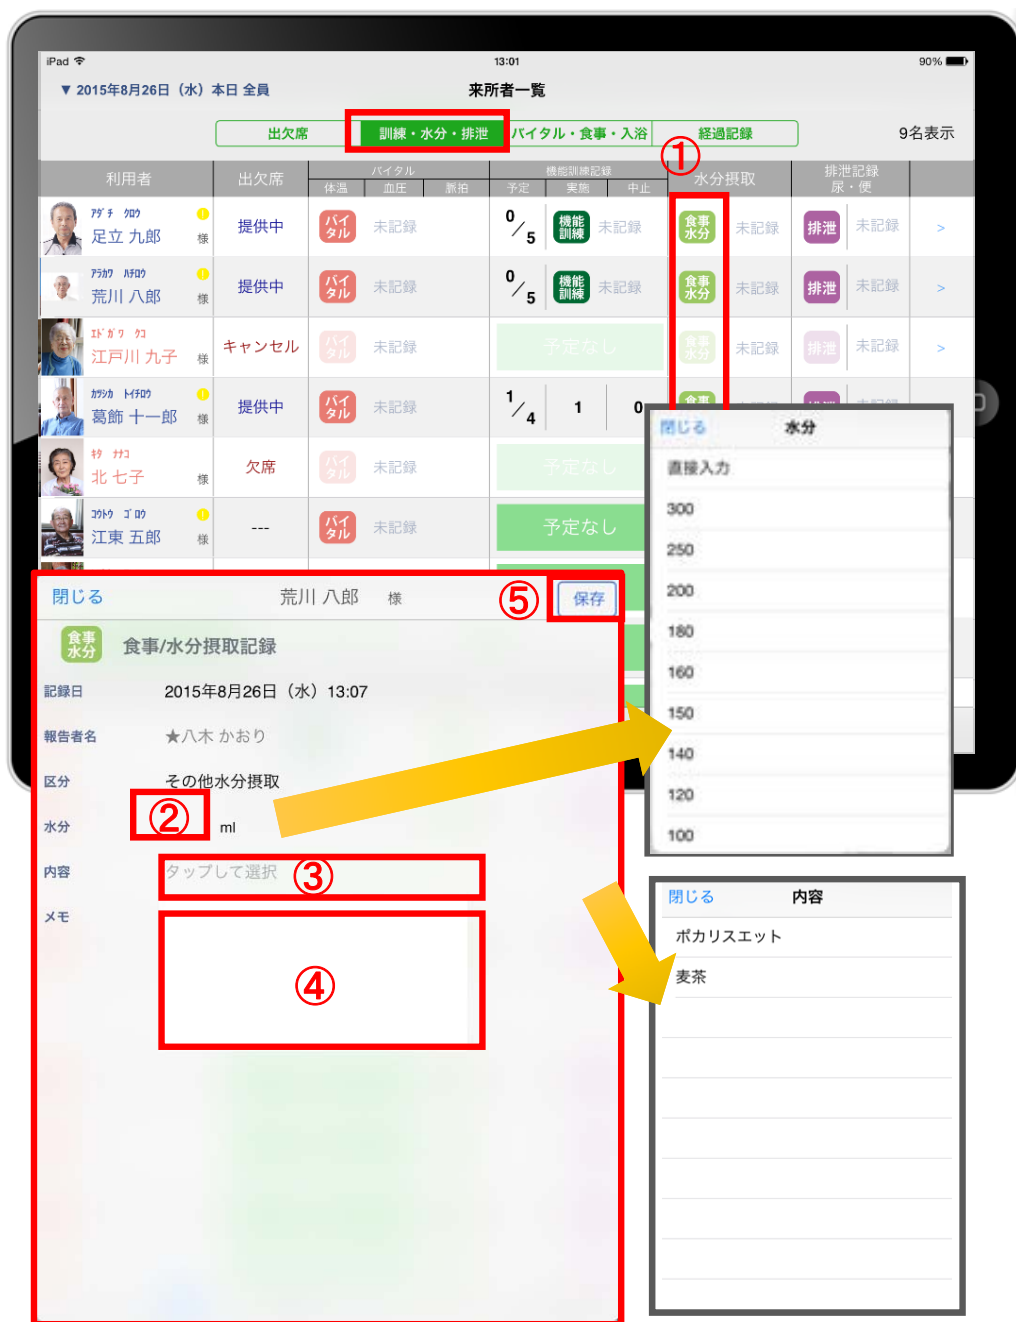 iPad 13:01 90%
▼ 2015年8月26日（水）本日 全員 来所者一覧
出欠席 訓練・水分・排泄 バイタル・食事・入浴 経過記録 9名表示
①
利用者 出欠席 バイタル 機能訓練記録 水分摂取 排泄記録
体温 血圧 脈拍 予定 実施 中止 尿・便
ｱﾀﾞﾁ ｸﾛｳ
足立 九郎 様 提供中 バイタル 未記録 0/5 機能訓練 未記録 食事水分 未記録 排泄 未記録 >
ｱﾗｶﾜ ﾊﾁﾛｳ
荒川 八郎 様 提供中 バイタル 未記録 0/5 機能訓練 未記録 食事水分 未記録 排泄 未記録 >
ｴﾄﾞｶﾞﾜ ｸｺ
江戸川 九子 様 キャンセル バイタル 未記録 予定なし 食事水分 未記録 排泄 未記録 >
ｶﾂｼｶ ﾄｲﾁﾛｳ
葛飾 十一郎 様 提供中 バイタル 未記録 1/4 1 0
ｷﾀ ﾅﾅｺ
北 七子 様 欠席 バイタル 未記録 予定なし
ｺｳﾄｳ ｺﾞﾛｳ
江東 五郎 様 --- バイタル 未記録 予定なし
閉じる 水分
直接入力
300
250
200
180
160
150
140
120
100
閉じる 荒川 八郎 様 ⑤ 保存
食事水分 食事/水分摂取記録
記録日 2015年8月26日（水）13:07
報告者名 ★八木 かおり
区分 その他水分摂取
水分 ② ml
内容 タップして選択 ③
メモ
④
閉じる 内容
ポカリスエット
麦茶